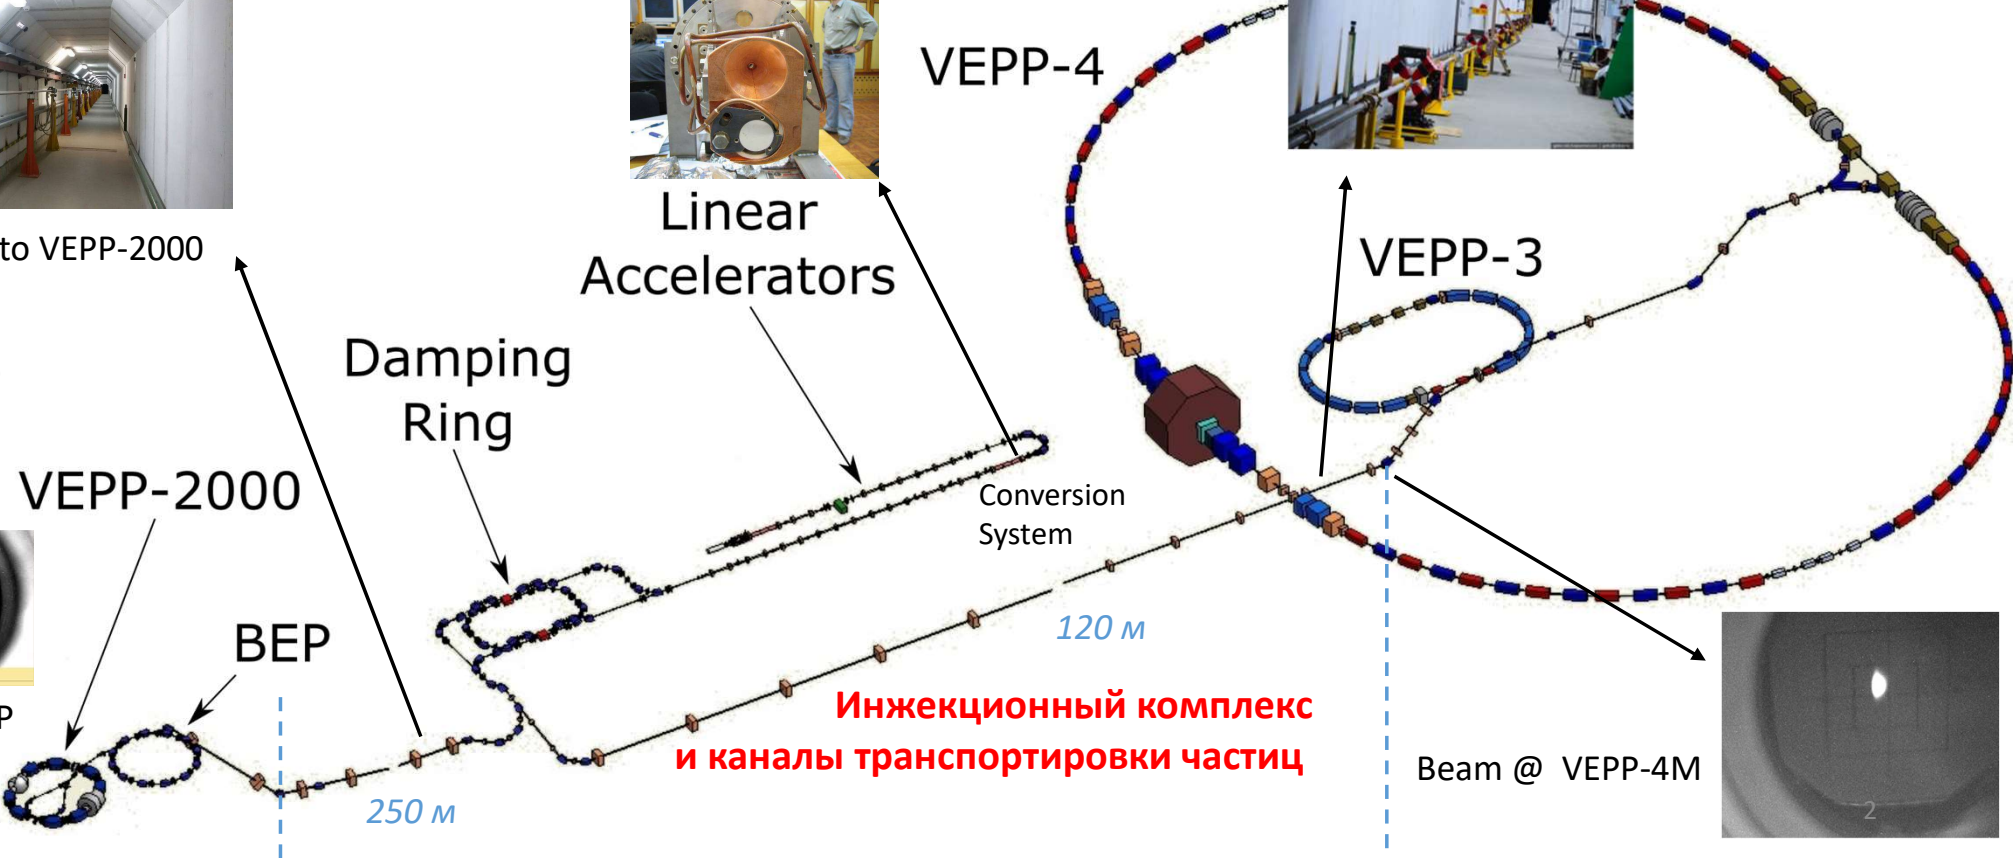 VEPP-4
to VEPP-2000
Linear
Accelerators
VEPP-3
Damping
Ring
VEPP-2000
Conversion
System
BEP
120 м
Инжекционный комплекс
и каналы транспортировки частиц
P
250 м
Beam @ VEPP-4M
2